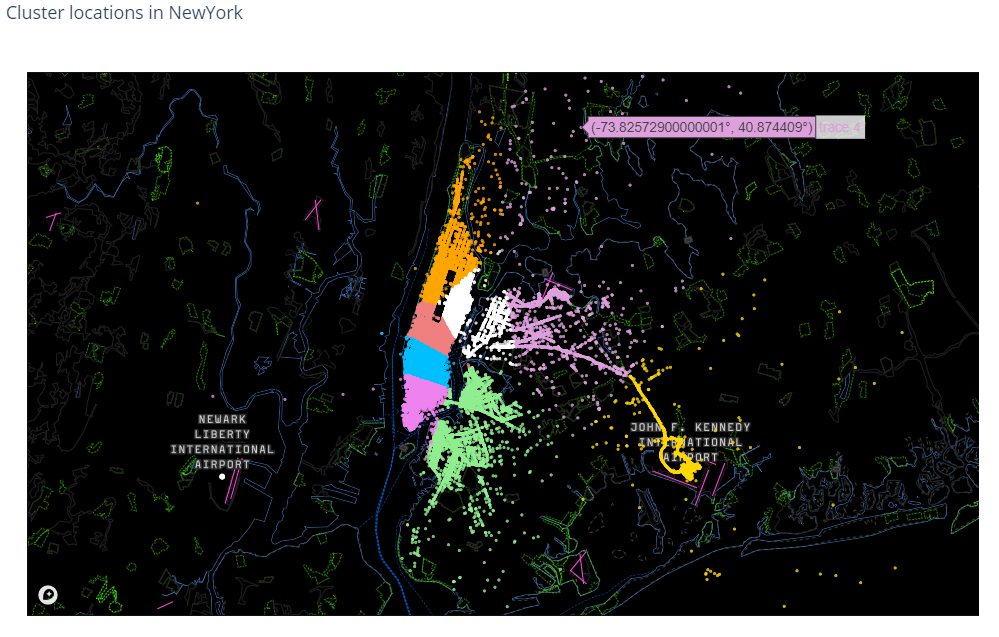 Cluster locations in NewYork
(-73.82572900000001°, 40.874409°) trace 4
NEWARK
LIBERTY
INTERNATIONAL
AIRPORT
JOHN F. KENNEDY
INTERNATIONAL
AIRPORT